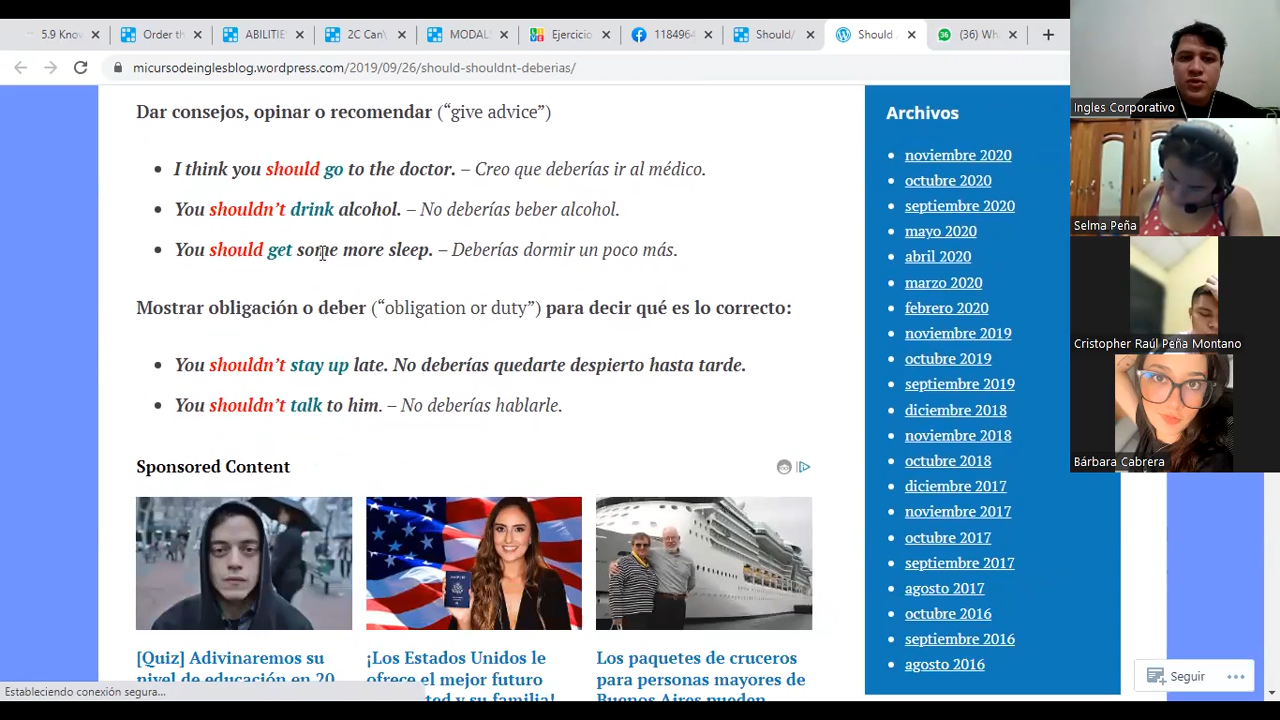 5.9 Knov
Order th
ABILITIE
2C Can\
MODAL
Ejercicio
1184964
Should/
Should
(36) Wh
micursodeinglesblog.wordpress.com/2019/09/26/should-shouldnt-deberias/
Dar consejos, opinar o recomendar (“give advice”)
I think you should go to the doctor. – Creo que deberías ir al médico.
You shouldn’t drink alcohol. – No deberías beber alcohol.
You should get some more sleep. – Deberías dormir un poco más.
Mostrar obligación o deber (“obligation or duty”) para decir qué es lo correcto:
You shouldn’t stay up late. No deberías quedarte despierto hasta tarde.
You shouldn’t talk to him. – No deberías hablarle.
Sponsored Content
[Quiz] Adivinaremos su
nivel de educación en 20
¡Los Estados Unidos le
ofrece el mejor futuro
Los paquetes de cruceros
para personas mayores de
Buenos Aires pueden
Archivos
noviembre 2020
octubre 2020
septiembre 2020
mayo 2020
abril 2020
marzo 2020
febrero 2020
noviembre 2019
octubre 2019
septiembre 2019
diciembre 2018
noviembre 2018
octubre 2018
diciembre 2017
noviembre 2017
octubre 2017
septiembre 2017
agosto 2017
octubre 2016
septiembre 2016
agosto 2016
Seguir
Estableciendo conexión segura...
Ingles Corporativo
Selma Peña
Cristopher Raúl Peña Montano
Bárbara Cabrera